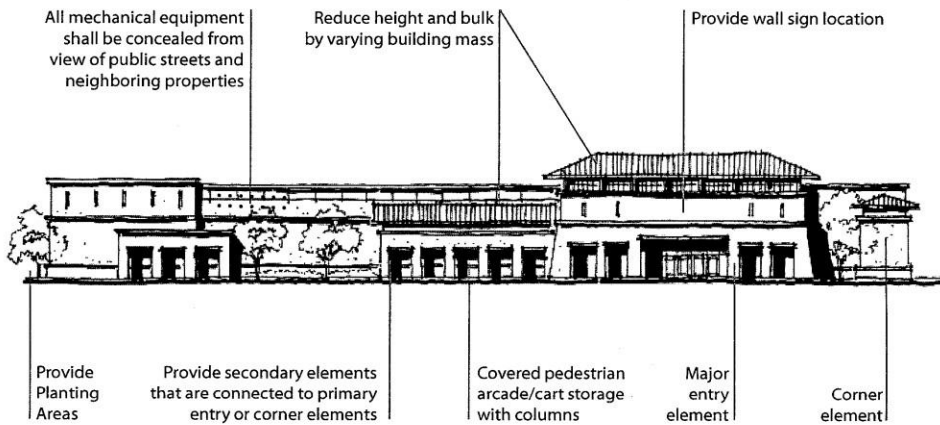 All mechanical equipment
shall be concealed from
view of public streets and
neighboring properties
Reduce height and bulk
by varying building mass
Provide wall sign location
Provide
Planting
Areas
Provide secondary elements
that are connected to primary
entry or corner elements
Covered pedestrian
arcade/cart storage
with columns
Major
entry
element
Corner
element